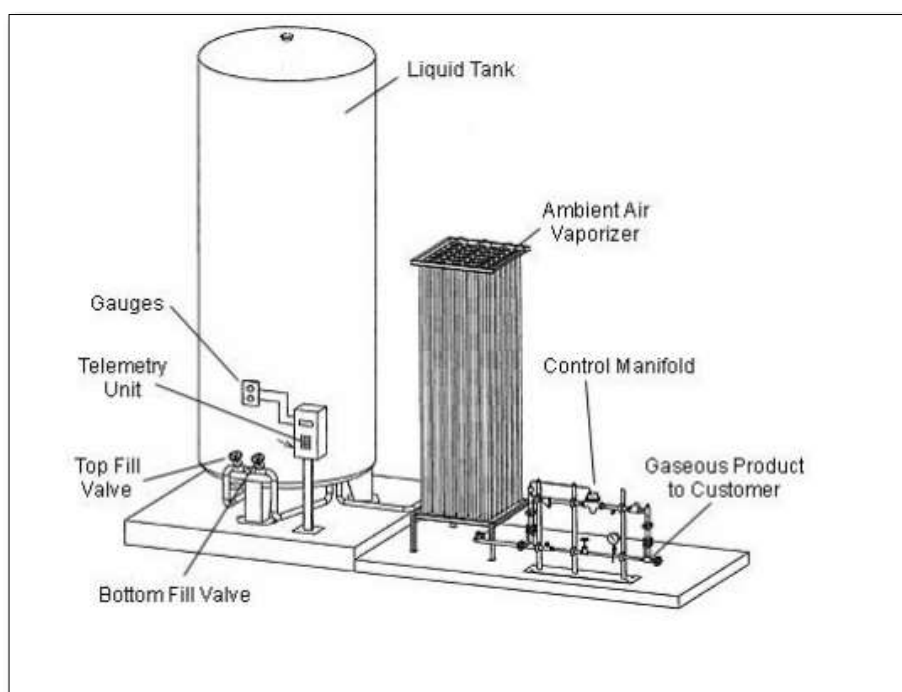 Liquid Tank
Ambient Air
Vaporizer
Gauges
Telemetry
Unit
Control Manifold
Top Fill
Valve
Gaseous Product
to Customer
Bottom Fill Valve